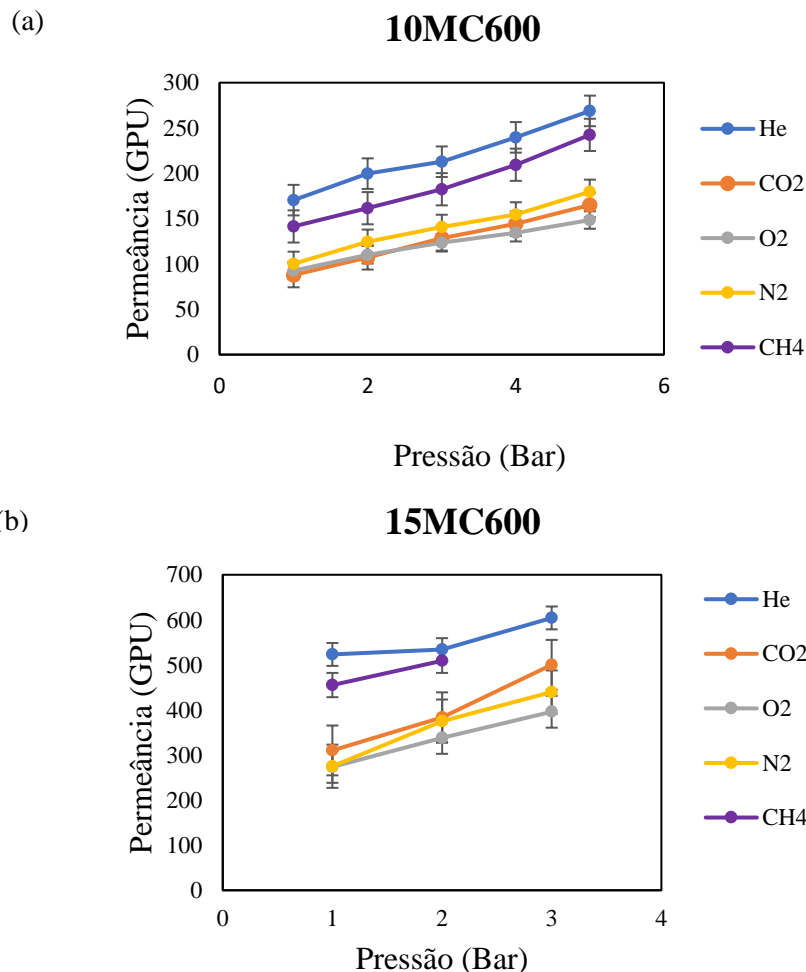 (a)
10MC600
Permeância (GPU)
300
250
200
150
100
50
0
0
2
4
6
Pressão (Bar)
He
CO2
O2
N2
CH4
(b)
15MC600
Permeância (GPU)
700
600
500
400
300
200
100
0
0
1
2
3
4
Pressão (Bar)
He
CO2
O2
N2
CH4